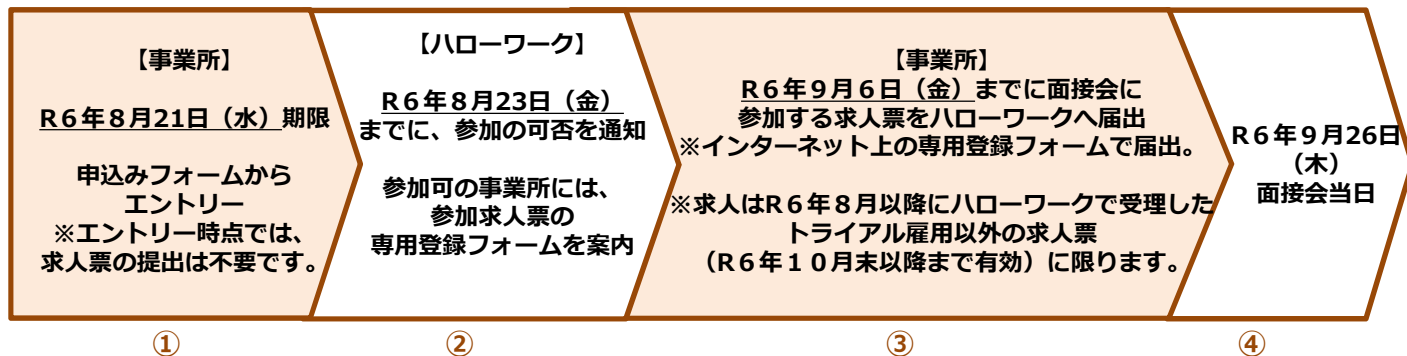 【事業所】
R6年8月21日（水）期限
申込みフォームから
エントリー
※エントリー時点では、
求人票の提出は不要です。
①
【ハローワーク】
R６年８月23日（金）
までに、参加の可否を通知
参加可の事業所には、
参加求人票の
専用登録フォームを案内
②
【事業所】
R６年９月６日（金）までに面接会に
参加する求人票をハローワークへ届出
※インターネット上の専用登録フォームで届出。
※求人はR６年８月以降にハローワークで受理した
トライアル雇用以外の求人票
（R６年１０月末以降まで有効）に限ります。
③
R６年９月26日
（木）
面接会当日
④